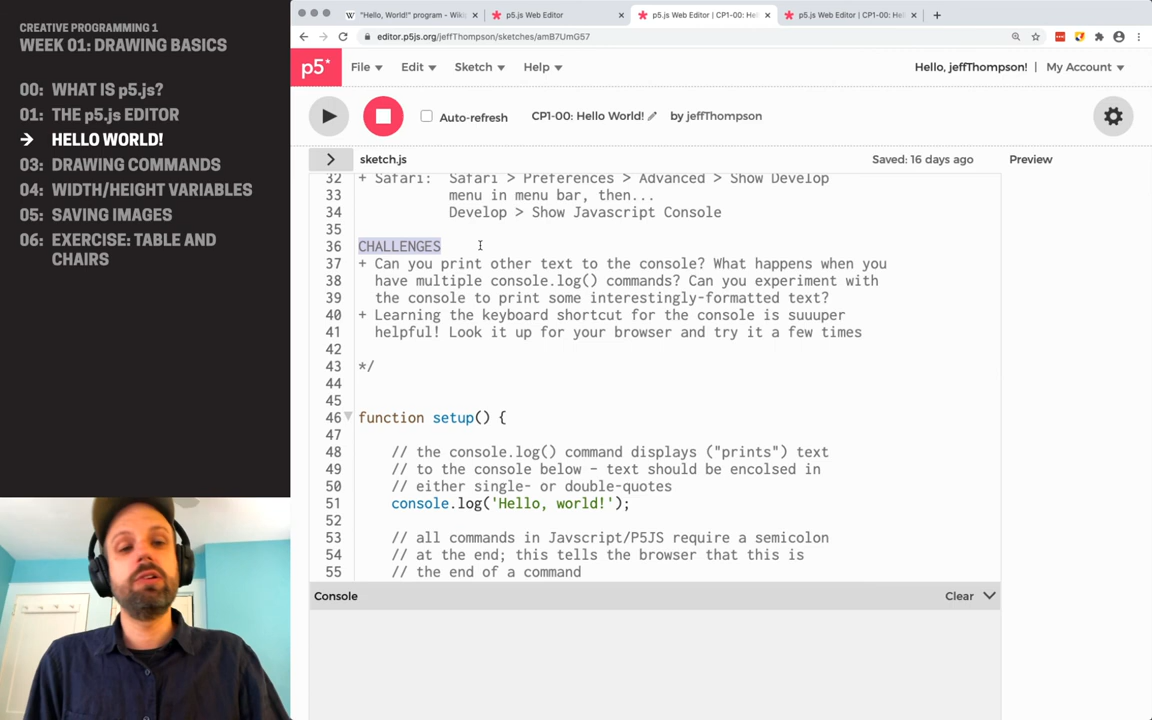 CREATIVE PROGRAMMING 1
WEEK 01: DRAWING BASICS
00: WHAT IS p5.js?
01: THE p5.js EDITOR
→ HELLO WORLD!
03: DRAWING COMMANDS
04: WIDTH/HEIGHT VARIABLES
05: SAVING IMAGES
06: EXERCISE: TABLE AND
CHAIRS
"Hello, World!" program - Wiki
p5.js Web Editor
p5.js Web Editor | CP1-00: He
p5.js Web Editor | CP1-00: He
editor.p5js.org/jeffThompson/sketches/amB7UmG57
p5* File Edit Sketch Help Hello, jeffThompson! | My Account
Auto-refresh CP1-00: Hello World! by jeffThompson
> sketch.js Saved: 16 days ago Preview
32 + Safari: Safari > Preferences > Advanced > Show Develop
33 menu in menu bar, then...
34 Develop > Show Javascript Console
35
36 CHALLENGES
37 + Can you print other text to the console? What happens when you
38 have multiple console.log() commands? Can you experiment with
39 the console to print some interestingly-formatted text?
40 + Learning the keyboard shortcut for the console is suuuper
41 helpful! Look it up for your browser and try it a few times
42
43 */
44
45
46 function setup() {
47
48 // the console.log() command displays ("prints") text
49 // to the console below - text should be encolsed in
50 // either single- or double-quotes
51 console.log('Hello, world!');
52
53 // all commands in Javscript/P5JS require a semicolon
54 // at the end; this tells the browser that this is
55 // the end of a command
Console Clear